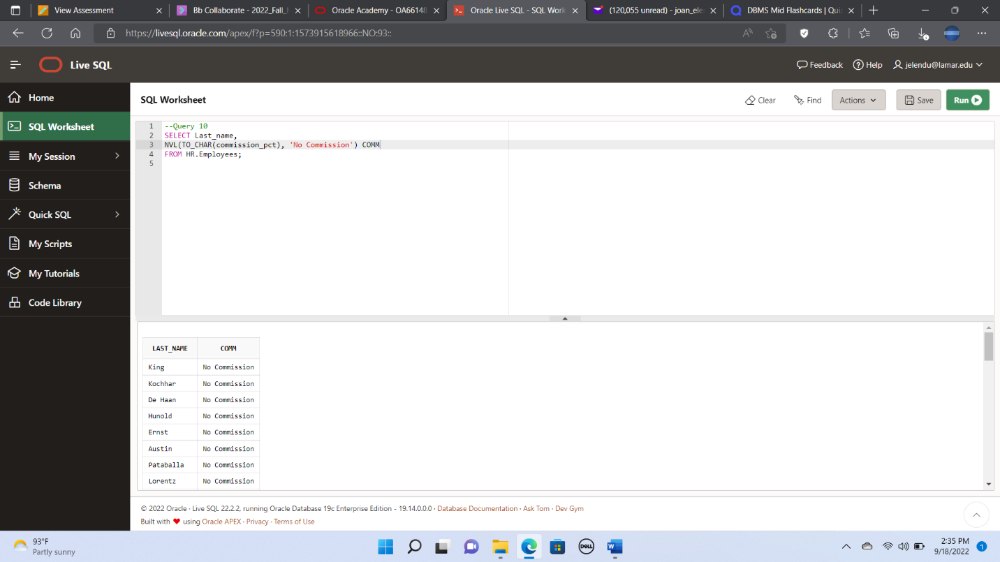 View Assessment
Bb Collaborate - 2022_Fall_
Oracle Academy - OA66148
Oracle Live SQL - SQL Work
(120,055 unread) - joan_ele
DBMS Mid Flashcards | Qui
https://livesql.oracle.com/apex/f?p=590:1:1573915618966::NO:93::
Live SQL
Feedback
Help
jelendu@lamar.edu
Home
SQL Worksheet
My Session
Schema
Quick SQL
My Scripts
My Tutorials
Code Library
SQL Worksheet
Clear
Find
Actions
Save
Run
1 --Query 10
2 SELECT Last_name,
3 NVL(TO_CHAR(commission_pct), 'No Commission') COMM
4 FROM HR.Employees;
5
LAST_NAME COMM
King No Commission
Kochhar No Commission
De Haan No Commission
Hunold No Commission
Ernst No Commission
Austin No Commission
Pataballa No Commission
Lorentz No Commission
© 2022 Oracle · Live SQL 22.2.2, running Oracle Database 19c Enterprise Edition - 19.14.0.0.0 · Database Documentation · Ask Tom · Dev Gym
Built with ❤ using Oracle APEX · Privacy · Terms of Use
93°F
Partly sunny
DELL
2:35 PM
9/18/2022
1